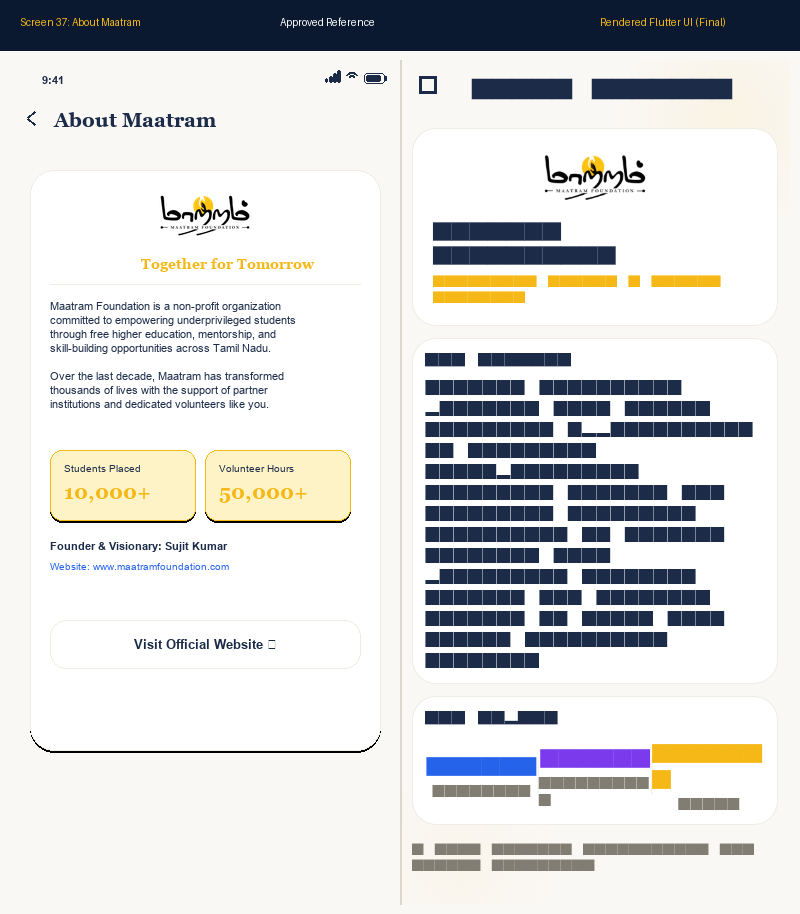 Screen 37: About Maatram
Approved Reference
Rendered Flutter UI (Final)
9:41
About Maatram
மாற்றம்
MAATRAM FOUNDATION
Together for Tomorrow
Maatram Foundation is a non-profit organization
committed to empowering underprivileged students
through free higher education, mentorship, and
skill-building opportunities across Tamil Nadu.
Over the last decade, Maatram has transformed
thousands of lives with the support of partner
institutions and dedicated volunteers like you.
Students Placed
10,000+
Volunteer Hours
50,000+
Founder & Visionary: Sujit Kumar
Website: www.maatramfoundation.com
Visit Official Website
மாற்றம்
MAATRAM FOUNDATION